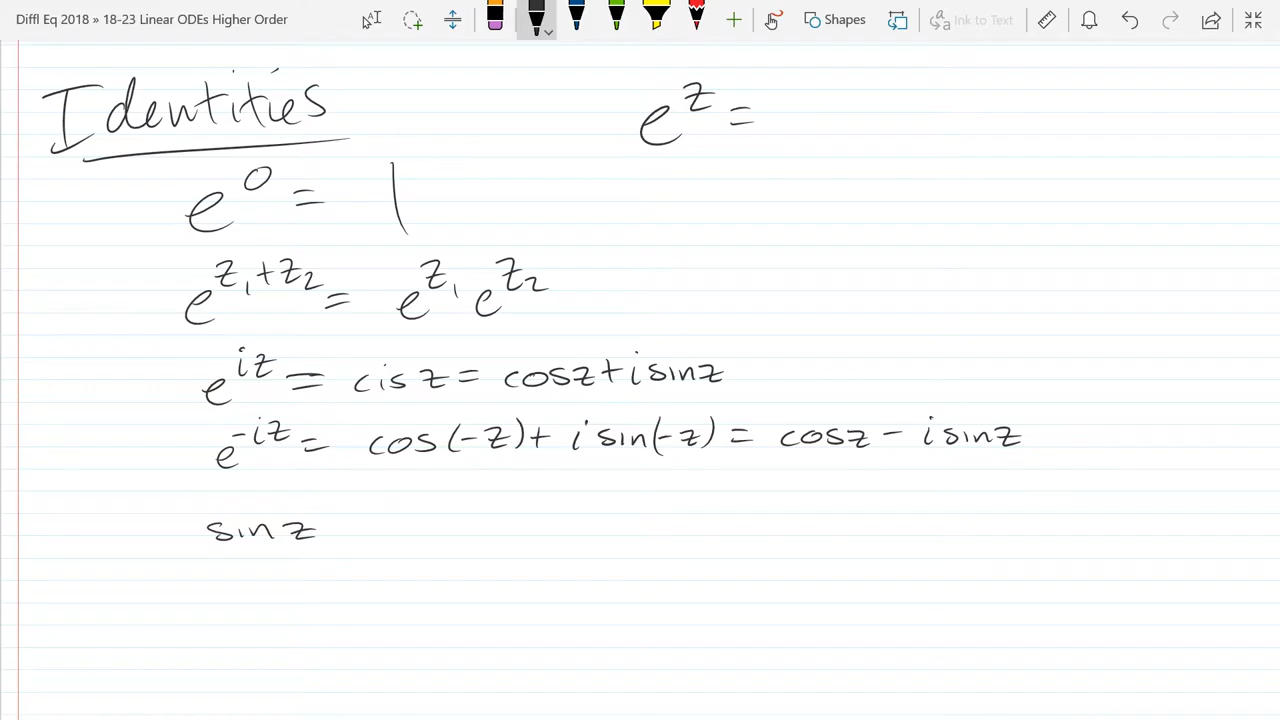 Diffl Eq 2018 » 18-23 Linear ODEs Higher Order
Shapes
Ink to Text
Identities
e^z =
e^0 = 1
e^{z_1+z_2} = e^{z_1} e^{z_2}
e^{iz} = cis z = cos z + i sin z
e^{-iz} = cos(-z) + i sin(-z) = cos z - i sin z
sin z